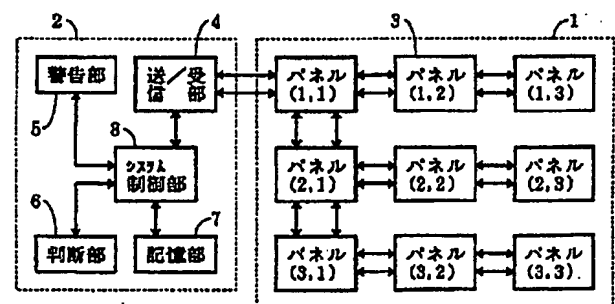 2
4
3
1
警告部
送/受
信 部
パネル
(1,1)
パネル
(1,2)
パネル
(1,3)
5
8
システム
制御部
パネル
(2,1)
パネル
(2,2)
パネル
(2,3)
6
7
判断部
記憶部
パネル
(3,1)
パネル
(3,2)
パネル
(3,3)